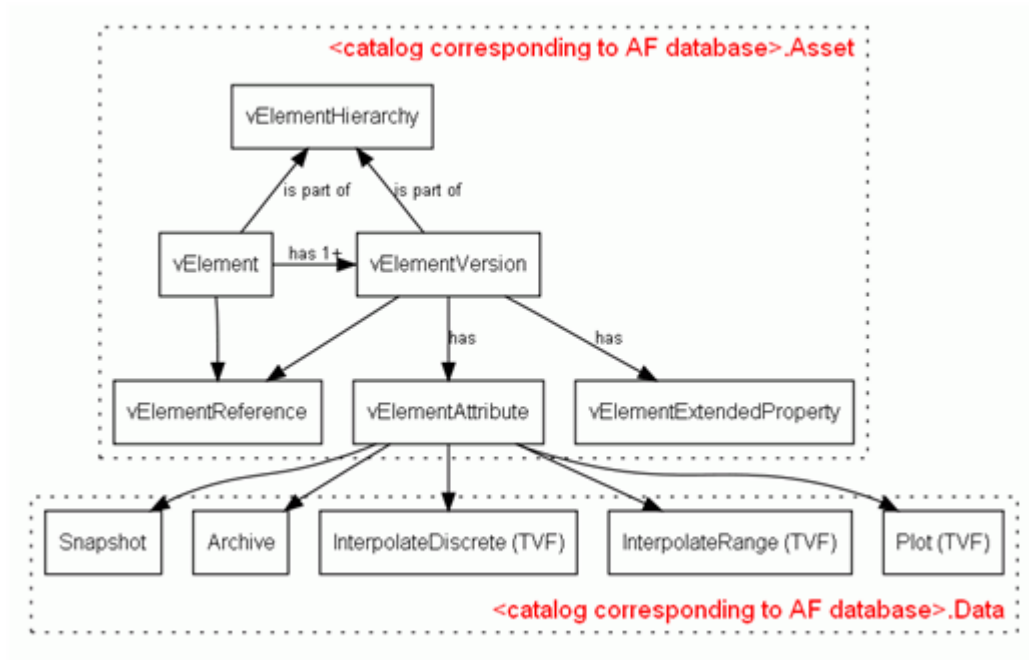 <catalog corresponding to AF database>.Asset
vElementHierarchy
is part of
is part of
vElement
has 1+
vElementVersion
has
has
vElementReference
vElementAttribute
vElementExtendedProperty
Snapshot
Archive
InterpolateDiscrete (TVF)
InterpolateRange (TVF)
Plot (TVF)
<catalog corresponding to AF database>.Data